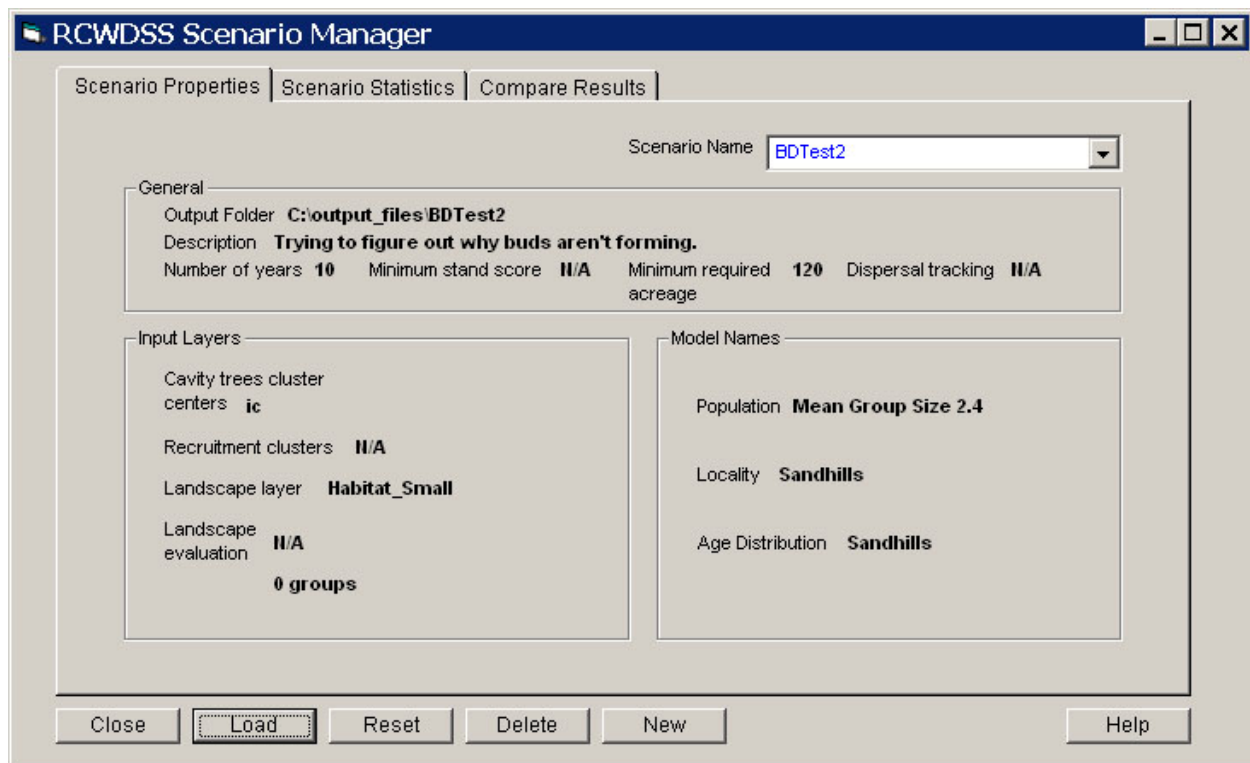 RCWDSS Scenario Manager
Scenario Properties Scenario Statistics Compare Results
Scenario Name BDTest2
General
Output Folder C:\output_files\BDTest2
Description Trying to figure out why buds aren't forming.
Number of years 10 Minimum stand score N/A Minimum required acreage 120 Dispersal tracking N/A
Input Layers
Cavity trees cluster
centers ic
Recruitment clusters N/A
Landscape layer Habitat_Small
Landscape
evaluation N/A
0 groups
Model Names
Population Mean Group Size 2.4
Locality Sandhills
Age Distribution Sandhills
Close Load Reset Delete New Help